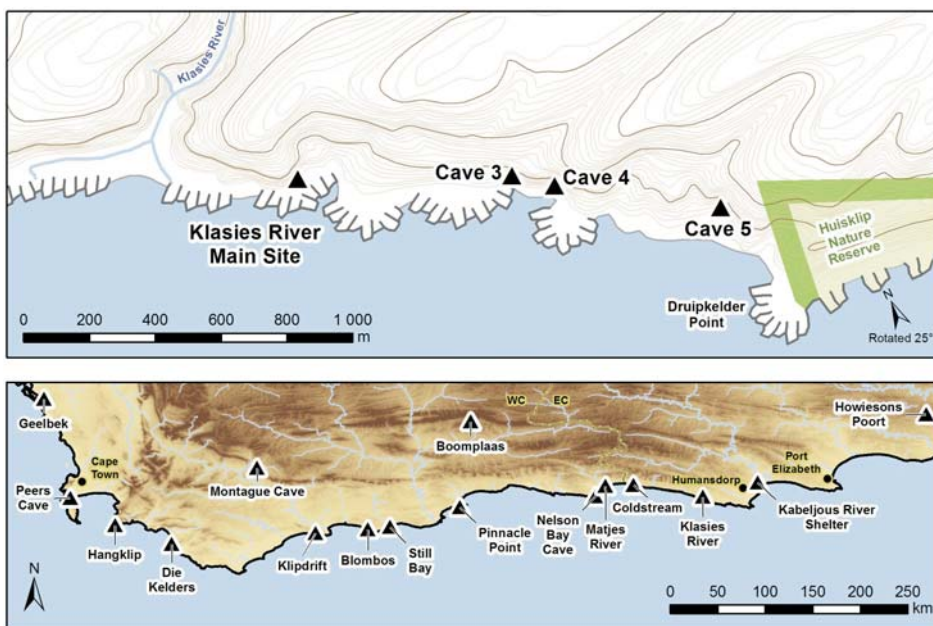 Klasies River
Cave 3
Cave 4
Klasies River
Main Site
Cave 5
Huisklip
Nature
Reserve
Druipkelder
Point
N
Rotated 25°
0 200 400 600 800 1 000
m
Geelbek
WC EC
Howiesons
Poort
Boomplaas
Cape
Town
Montague Cave
Port
Elizabeth
Humansdorp
Peers
Cave
Hangklip
Die
Kelders
Klipdrift
Blombos
Still
Bay
Pinnacle
Point
Nelson
Bay
Cave
Matjes
River
Coldstream
Klasies
River
Kabeljous River
Shelter
N
0 50 100 150 200 250
km